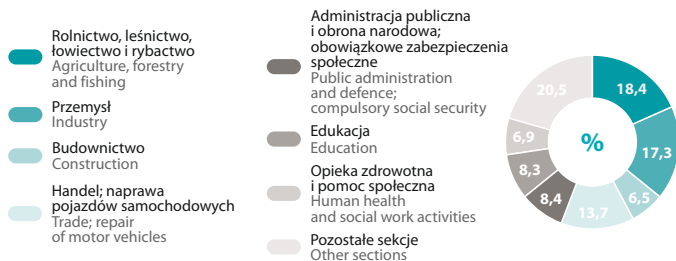 Rolnictwo, leśnictwo,
łowiectwo i rybactwo
Agriculture, forestry
and fishing
Przemysł
Industry
Budownictwo
Construction
Handel; naprawa
pojazdów samochodowych
Trade; repair
of motor vehicles
Administracja publiczna
i obrona narodowa;
obowiązkowe zabezpieczenia
społeczne
Public administration
and defence;
compulsory social security
Edukacja
Education
Opieka zdrowotna
i pomoc społeczna
Human health
and social work activities
Pozostałe sekcje
Other sections
18,4
17,3
6,5
13,7
8,4
8,3
6,9
20,5
%